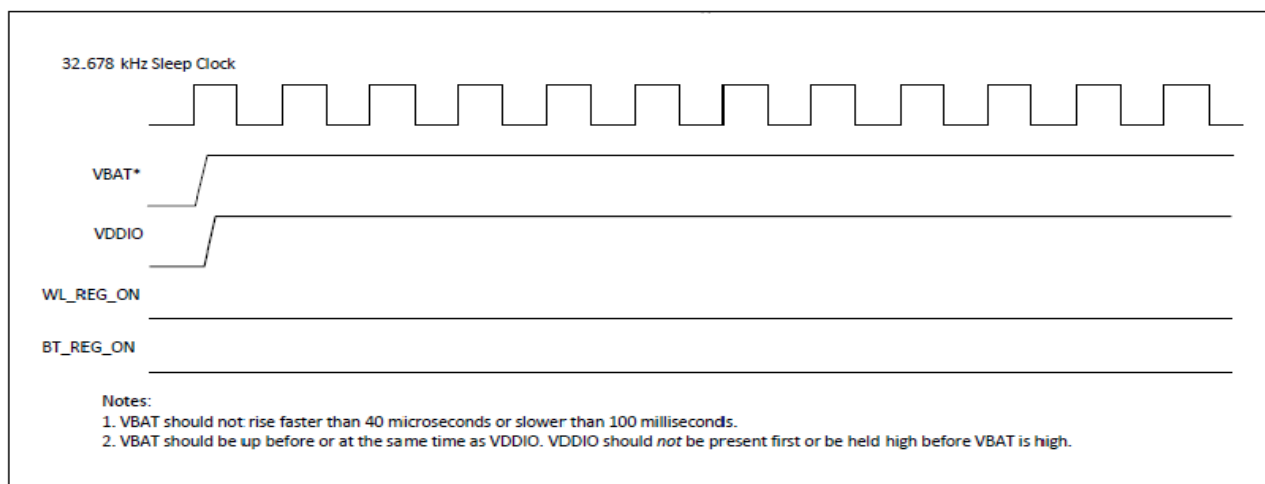 32.678 kHz Sleep Clock
VBAT*
VDDIO
WL_REG_ON
BT_REG_ON
Notes:
1. VBAT should not rise faster than 40 microseconds or slower than 100 milliseconds.
2. VBAT should be up before or at the same time as VDDIO. VDDIO should not be present first or be held high before VBAT is high.